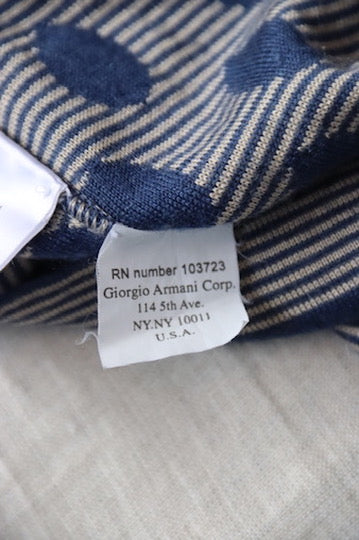 RN number 103723
Giorgio Armani Corp.
114 5th Ave.
NY.NY 10011
U.S.A.